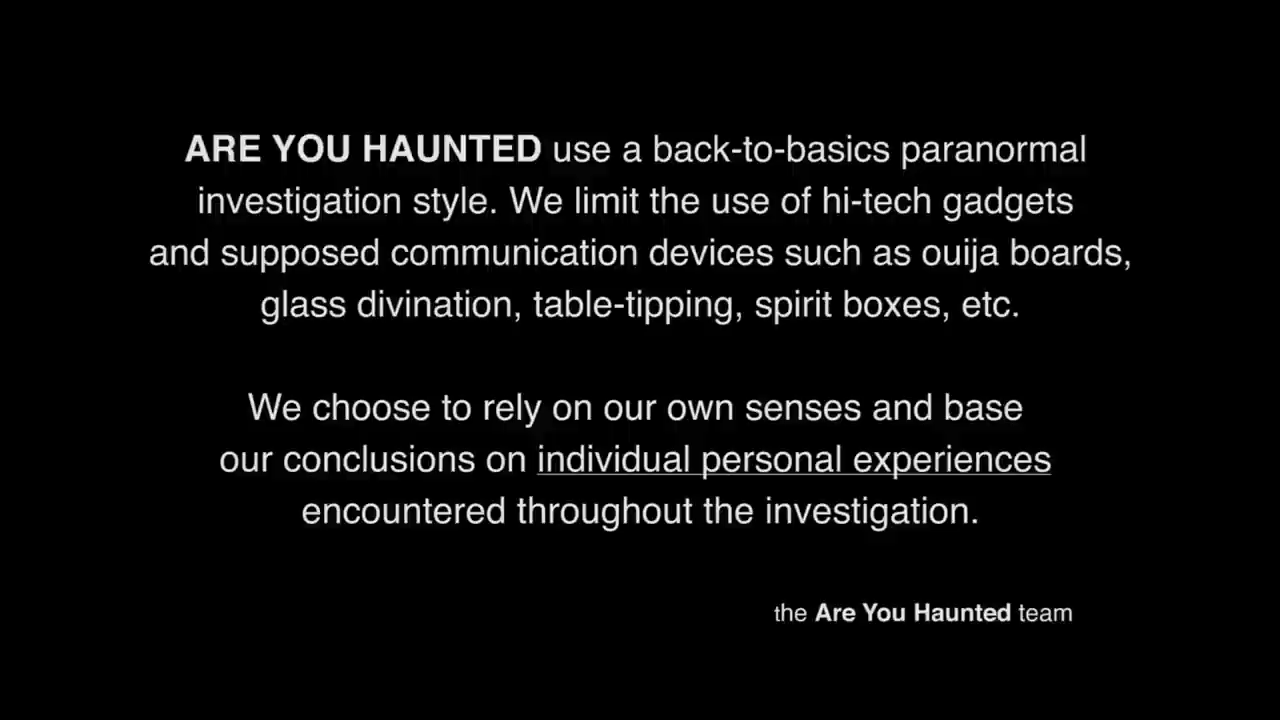 ARE YOU HAUNTED use a back-to-basics paranormal
investigation style. We limit the use of hi-tech gadgets
and supposed communication devices such as ouija boards,
glass divination, table-tipping, spirit boxes, etc.
We choose to rely on our own senses and base
our conclusions on individual personal experiences
encountered throughout the investigation.
the Are You Haunted team